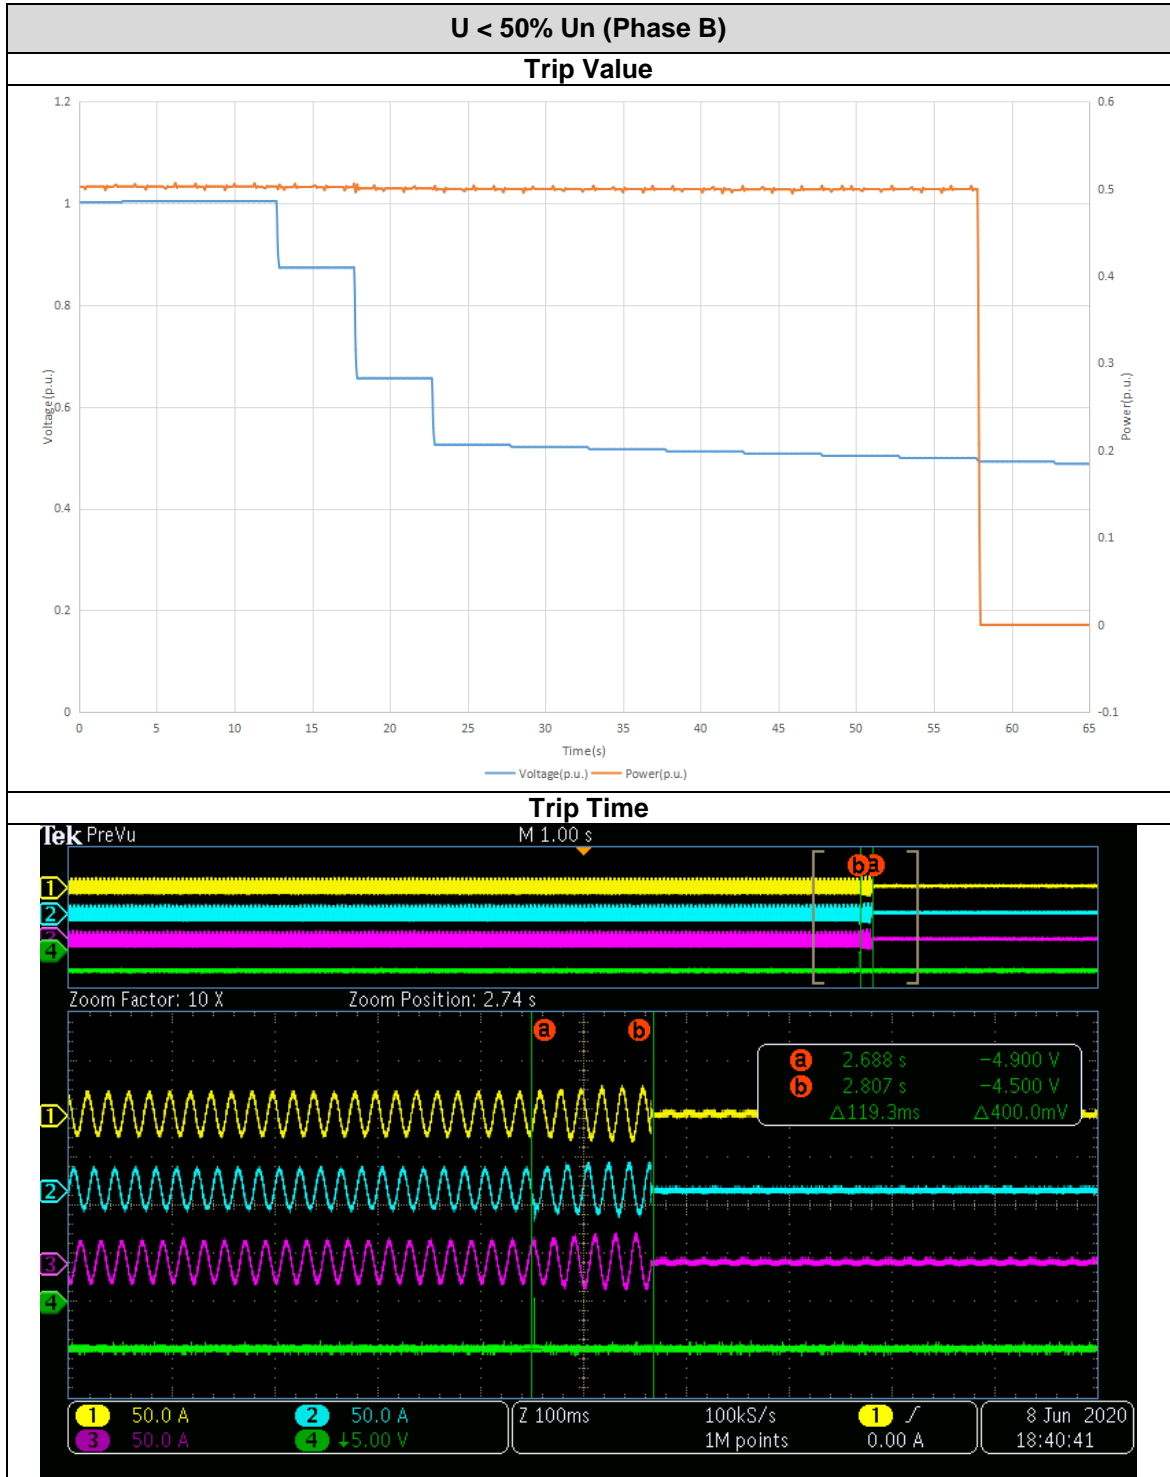 U < 50% Un (Phase B)
Trip Value
1.2
1
0.8
0.6
0.4
0.2
0
Voltage(p.u.)
0.6
0.5
0.4
0.3
0.2
0.1
0
-0.1
Power(p.u.)
0 5 10 15 20 25 30 35 40 45 50 55 60 65
Time(s)
Voltage(p.u.) Power(p.u.)
Trip Time
Tek PreVu M 1.00 s
b a
1
2
3
4
Zoom Factor: 10 X Zoom Position: 2.74 s
a b
a 2.688 s -4.900 V
b 2.807 s -4.500 V
△119.3ms △400.0mV
1
2
3
4
1 50.0 A 2 50.0 A Z 100ms 100kS/s 1 8 Jun 2020
3 50.0 A 4 ↓5.00 V 1M points 0.00 A 18:40:41